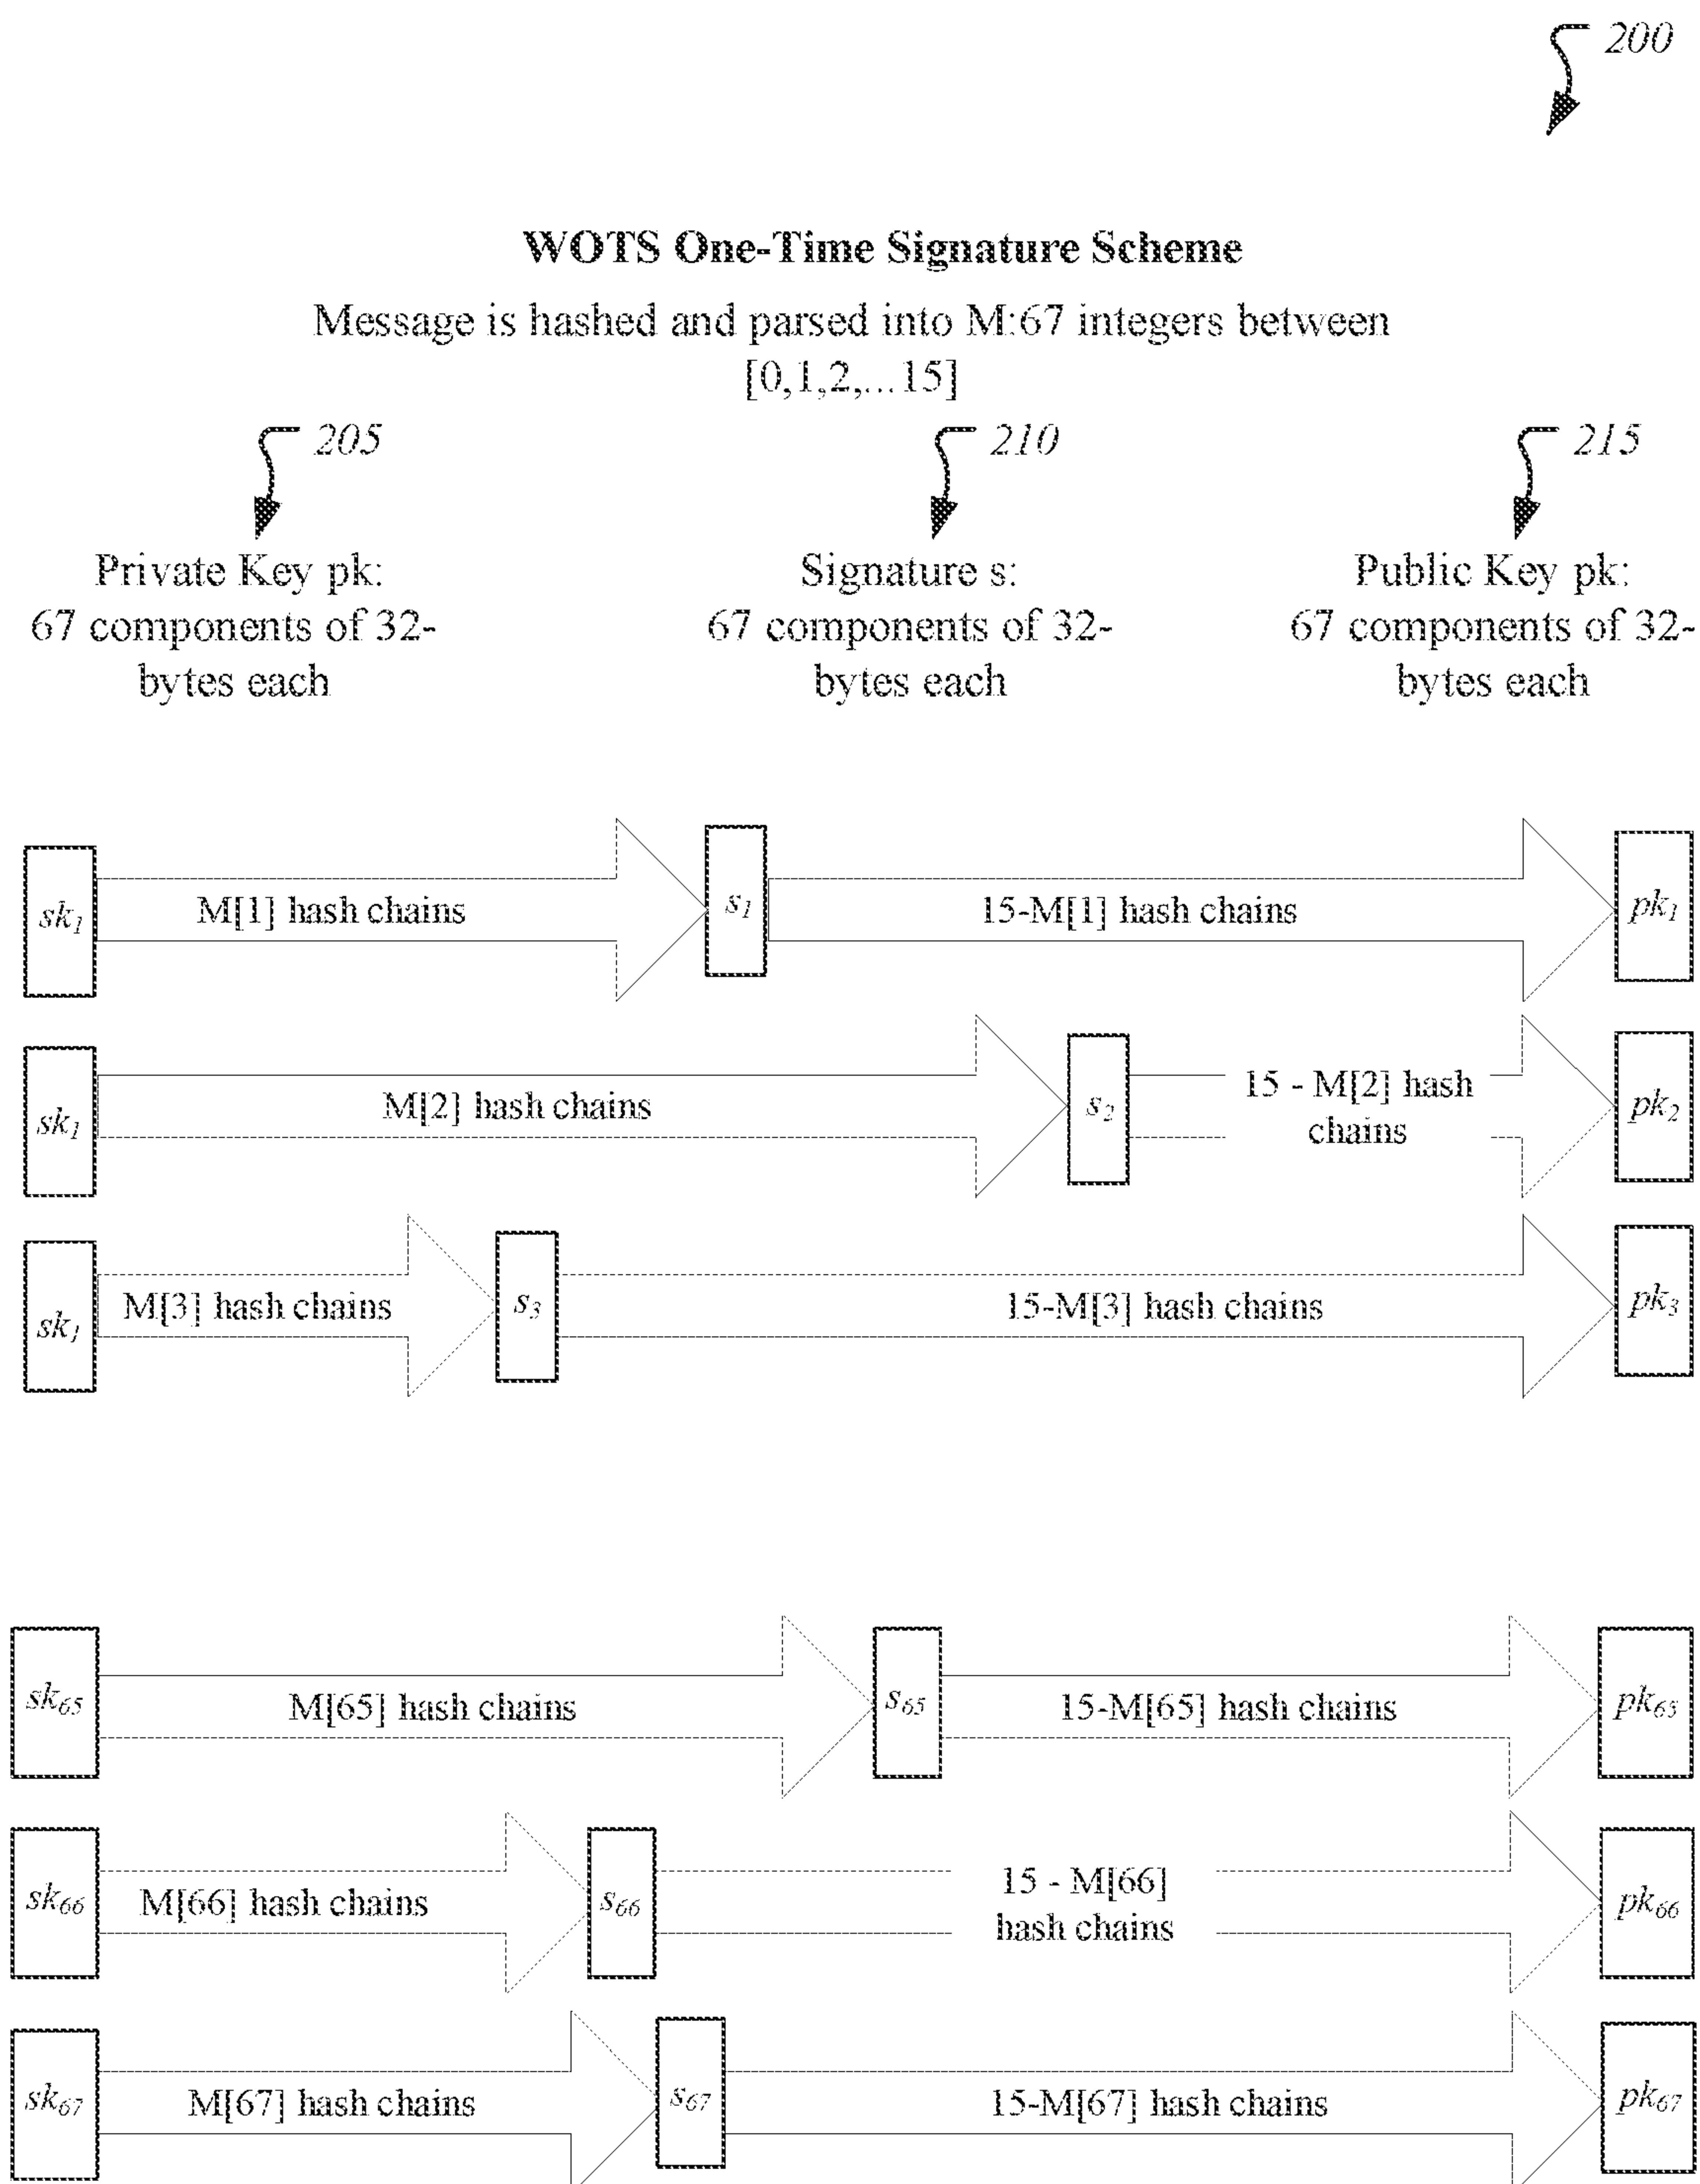 200
WOTS One-Time Signature Scheme
Message is hashed and parsed into M:67 integers between
[0,1,2,...15]
205
210
215
Private Key pk:
67 components of 32-
bytes each
Signature s:
67 components of 32-
bytes each
Public Key pk:
67 components of 32-
bytes each
sk1 M[1] hash chains s1 15-M[1] hash chains pk1
sk1 M[2] hash chains s2 15 - M[2] hash
chains pk2
sk1 M[3] hash chains s3 15-M[3] hash chains pk3
sk65 M[65] hash chains s65 15-M[65] hash chains pk65
sk66 M[66] hash chains s66 15 - M[66]
hash chains pk66
sk67 M[67] hash chains s67 15-M[67] hash chains pk67